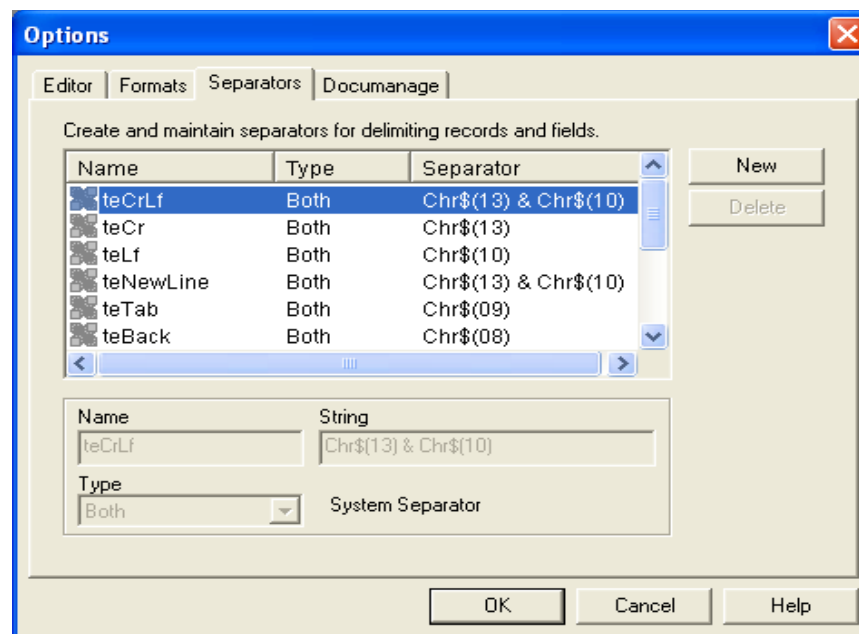 Options
Editor Formats Separators Documanage
Create and maintain separators for delimiting records and fields.
Name Type Separator New
teCrLf Both Chr$(13) & Chr$(10) Delete
teCr Both Chr$(13)
teLf Both Chr$(10)
teNewLine Both Chr$(13) & Chr$(10)
teTab Both Chr$(09)
teBack Both Chr$(08)
Name String
teCrLf Chr$(13) & Chr$(10)
Type
Both System Separator
OK Cancel Help